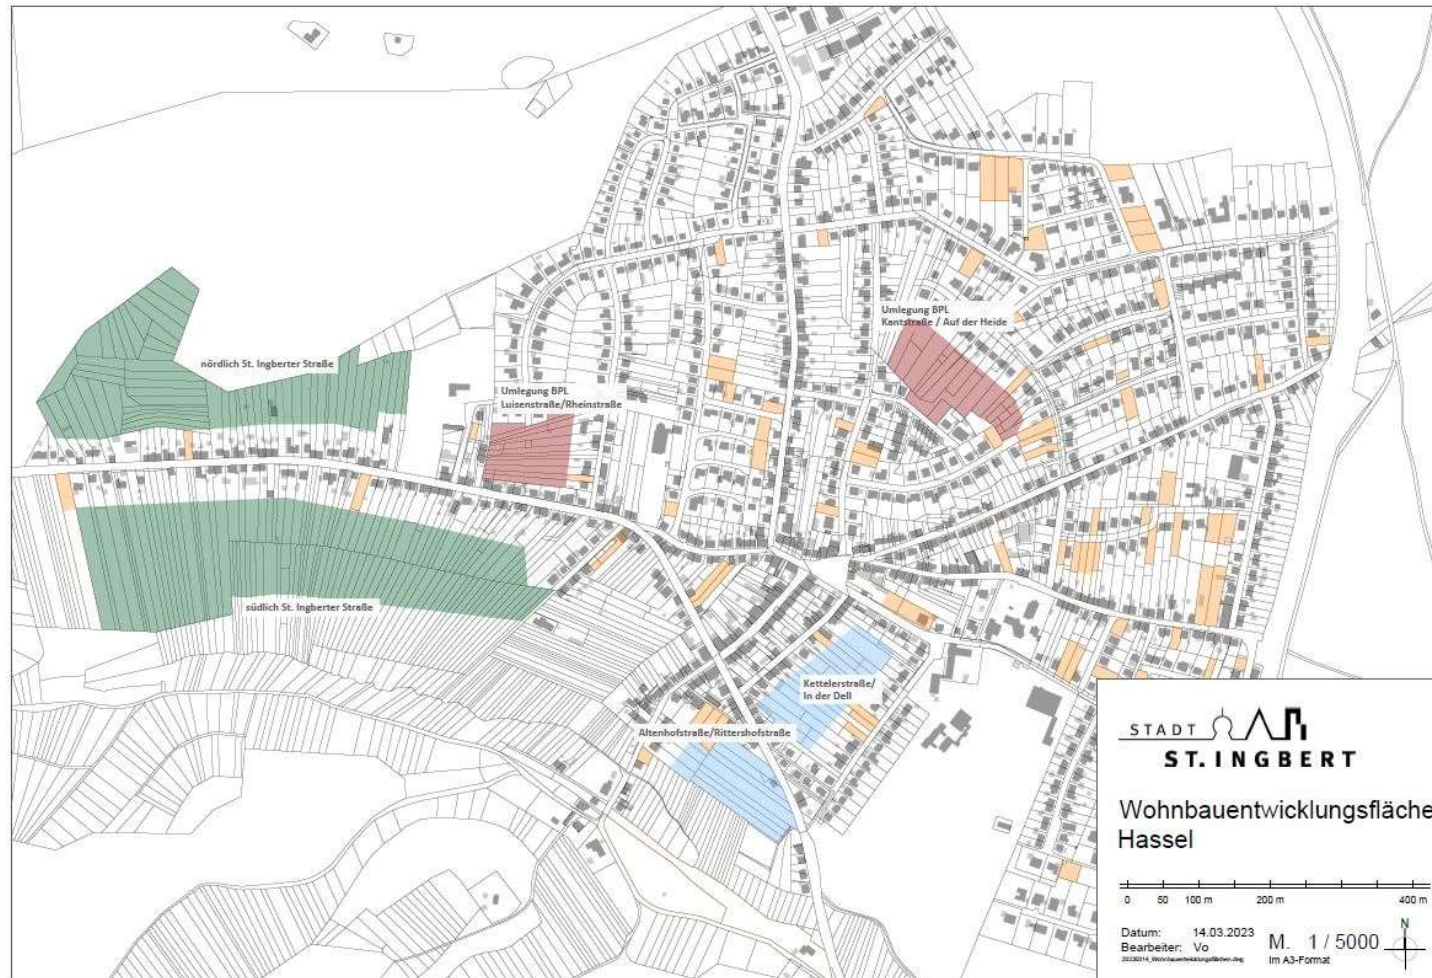 Umlegung BPL
Kantstraße / Auf der Heide
nördlich St. Ingberter Straße
Umlegung BPL
Luisenstraße/Rheinstraße
südlich St. Ingberter Straße
Kettelerstraße/
In der Dell
Altenhofstraße/Rittershofstraße
STADT
ST. INGBERT
Wohnbauentwicklungsfläche
Hassel
0 50 100 m 200 m 400 m
Datum: 14.03.2023
Bearbeiter: Vo
M. 1 / 5000
Im A3-Format
N